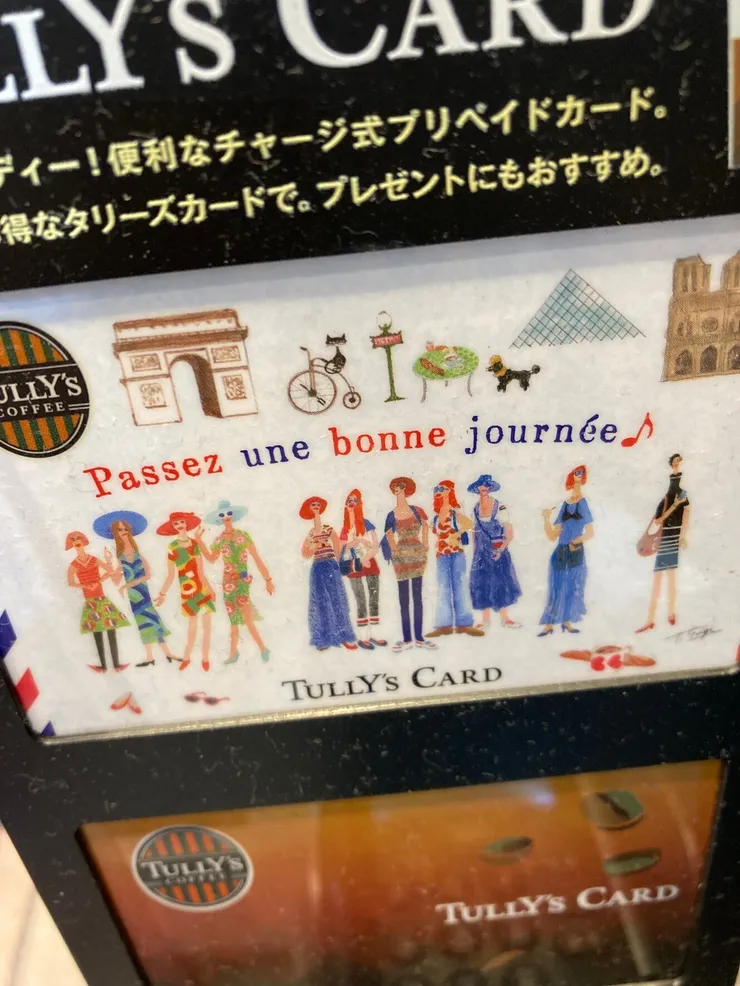 LLY'S CARD
ディー!便利なチャージ式プリペイドカード。
得なタリーズカードで。プレゼントにもおすすめ。
ULLY'S
COFFEE
Passez une bonne journée♪
TULLY'S CARD
TULLY'S
COFFEE
TULLY'S CARD